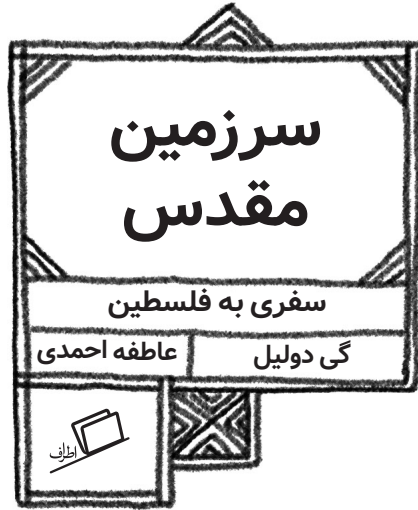 سرزمین
مقدس
سفری به فلسطین
گی دولیل
عاطفه احمدی
اطراف